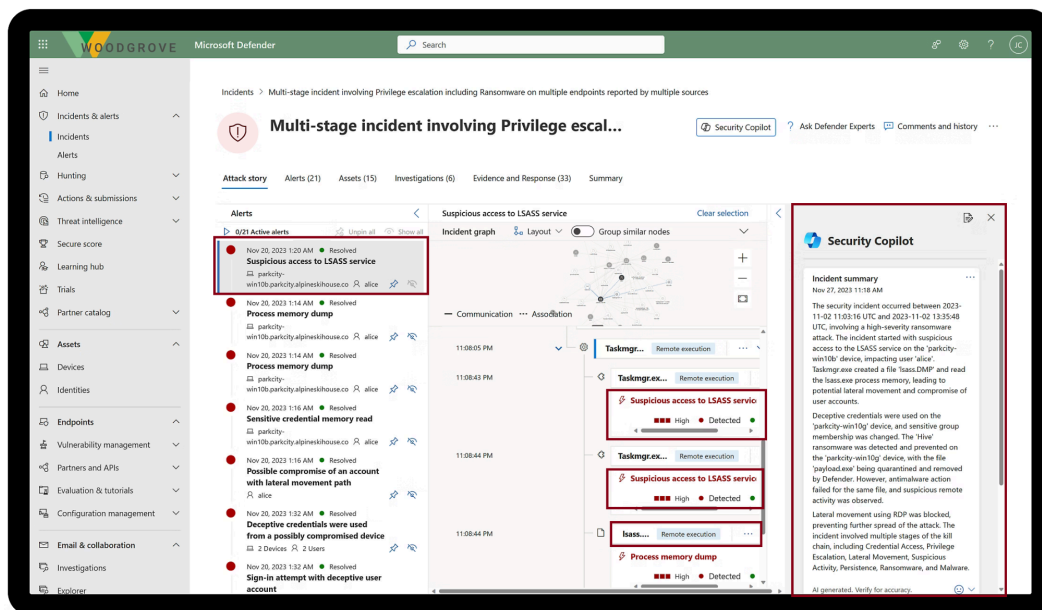 WOODGROVE
Microsoft Defender
Search
JC
Home
Incidents & alerts
Incidents
Alerts
Hunting
Actions & submissions
Threat intelligence
Secure score
Learning hub
Trials
Partner catalog
Assets
Devices
Identities
Endpoints
Vulnerability management
Partners and APIs
Evaluation & tutorials
Configuration management
Email & collaboration
Investigations
Explorer
Incidents > Multi-stage incident involving Privilege escalation including Ransomware on multiple endpoints reported by multiple sources
Multi-stage incident involving Privilege escal...
Security Copilot
? Ask Defender Experts
Comments and history
...
Attack story
Alerts (21)
Assets (15)
Investigations (6)
Evidence and Response (33)
Summary
Alerts
0/21 Active alerts
Unpin all
Show all
Nov 20, 2023 1:20 AM Resolved
Suspicious access to LSASS service
parkcity-
win10b.parkcity.alpineskihouse.co alice
Nov 20, 2023 1:14 AM Resolved
Process memory dump
parkcity-
win10b.parkcity.alpineskihouse.co alice
Nov 20, 2023 1:14 AM Resolved
Process memory dump
parkcity-
win10b.parkcity.alpineskihouse.co alice
Nov 20, 2023 1:16 AM Resolved
Sensitive credential memory read
parkcity-
win10b.parkcity.alpineskihouse.co alice
Nov 20, 2023 1:16 AM Resolved
Possible compromise of an account
with lateral movement path
alice
Nov 20, 2023 1:32 AM Resolved
Deceptive credentials were used
from a possibly compromised device
2 Devices 2 Users
Nov 20, 2023 1:32 AM Resolved
Sign-in attempt with deceptive user
account
Suspicious access to LSASS service
Clear selection
Incident graph
Layout
Group similar nodes
Communication
Association
11:08:05 PM
Taskmgr...
Remote execution
...
11:08:43 PM
Taskmgr.ex...
Remote execution
Suspicious access to LSASS servic
High Detected
11:08:44 PM
Taskmgr.ex...
Remote execution
Suspicious access to LSASS servic
High Detected
11:08:44 PM
lsass....
Remote execution
...
Process memory dump
High Detected
Security Copilot
Incident summary
...
Nov 27, 2023 11:18 AM
The security incident occurred between 2023-
11-02 11:03:16 UTC and 2023-11-02 13:35:48
UTC, involving a high-severity ransomware
attack. The incident started with suspicious
access to the LSASS service on the 'parkcity-
win10b' device, impacting user 'alice'.
Taskmgr.exe created a file 'lsass.DMP' and read
the lsass.exe process memory, leading to
potential lateral movement and compromise of
user accounts.
Deceptive credentials were used on the
'parkcity-win10g' device, and sensitive group
membership was changed. The 'Hive'
ransomware was detected and prevented on
the 'parkcity-win10g' device, with the file
'payload.exe' being quarantined and removed
by Defender. However, antimalware action
failed for the same file, and suspicious remote
activity was observed.
Lateral movement using RDP was blocked,
preventing further spread of the attack. The
incident involved multiple stages of the kill
chain, including Credential Access, Privilege
Escalation, Lateral Movement, Suspicious
Activity, Persistence, Ransomware, and Malware.
AI generated. Verify for accuracy.